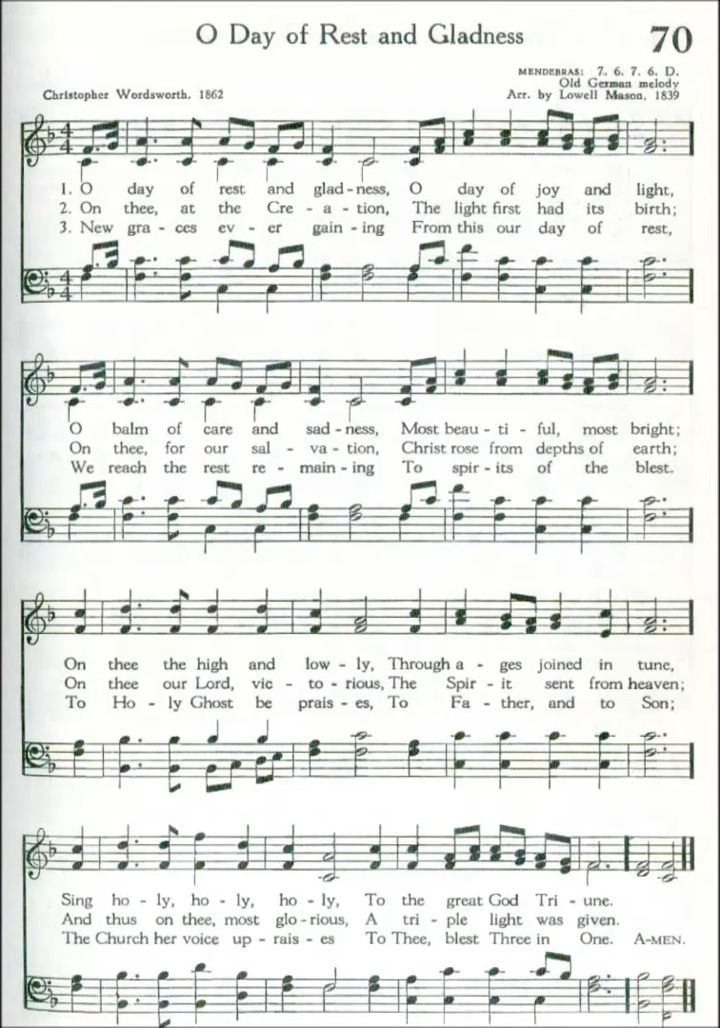 O Day of Rest and Gladness 70
MENDEBRAS: 7. 6. 7. 6. D.
Old German melody
Christopher Wordsworth, 1862 Arr. by Lowell Mason, 1839
4
4
1. O day of rest and glad - ness, O day of joy and light,
2. On thee, at the Cre - a - tion, The light first had its birth;
3. New gra - ces ev - er gain - ing From this our day of rest,
4
4
O balm of care and sad - ness, Most beau - ti - ful, most bright;
On thee, for our sal - va - tion, Christ rose from depths of earth;
We reach the rest re - main - ing To spir - its of the blest.
On thee the high and low - ly, Through a - ges joined in tune,
On thee our Lord, vic - to - rious, The Spir - it sent from heaven;
To Ho - ly Ghost be prais - es, To Fa - ther, and to Son;
Sing ho - ly, ho - ly, ho - ly, To the great God Tri - une.
And thus on thee, most glo - rious, A tri - ple light was given.
The Church her voice up - rais - es To Thee, blest Three in One. A-MEN.